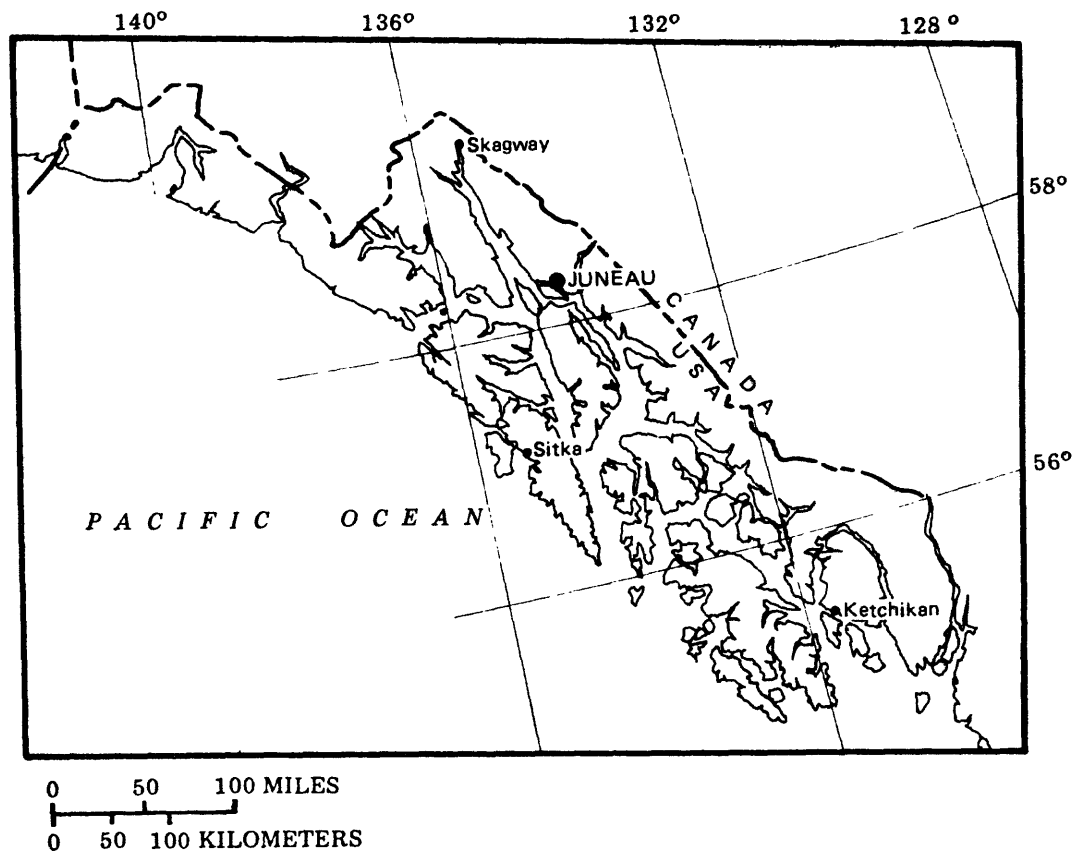 140° 136° 132° 128°
Skagway
58°
JUNEAU
CANADA
USA
Sitka
56°
PACIFIC OCEAN
Ketchikan
0 50 100 MILES
0 50 100 KILOMETERS